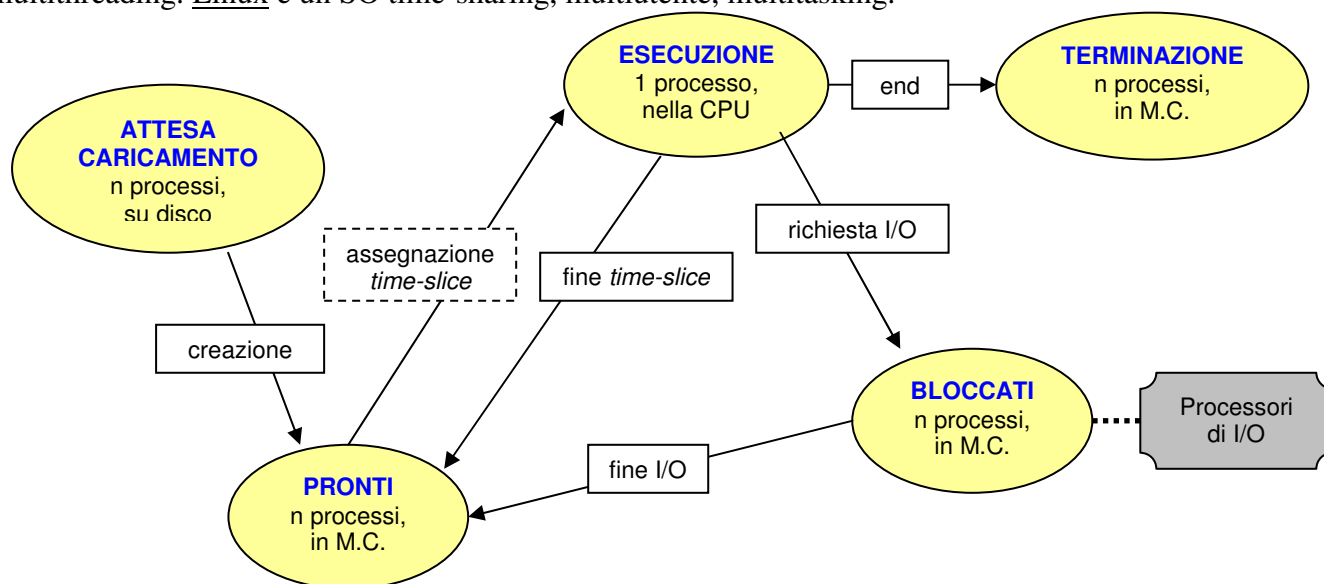 multithreading. Linux è un SO time-sharing, multiutente, multitasking.
ESECUZIONE
1 processo,
nella CPU
end
TERMINAZIONE
n processi,
in M.C.
ATTESA
CARICAMENTO
n processi,
su disco
richiesta I/O
assegnazione
time-slice
fine time-slice
creazione
BLOCCATI
n processi,
in M.C.
Processori
di I/O
fine I/O
PRONTI
n processi,
in M.C.